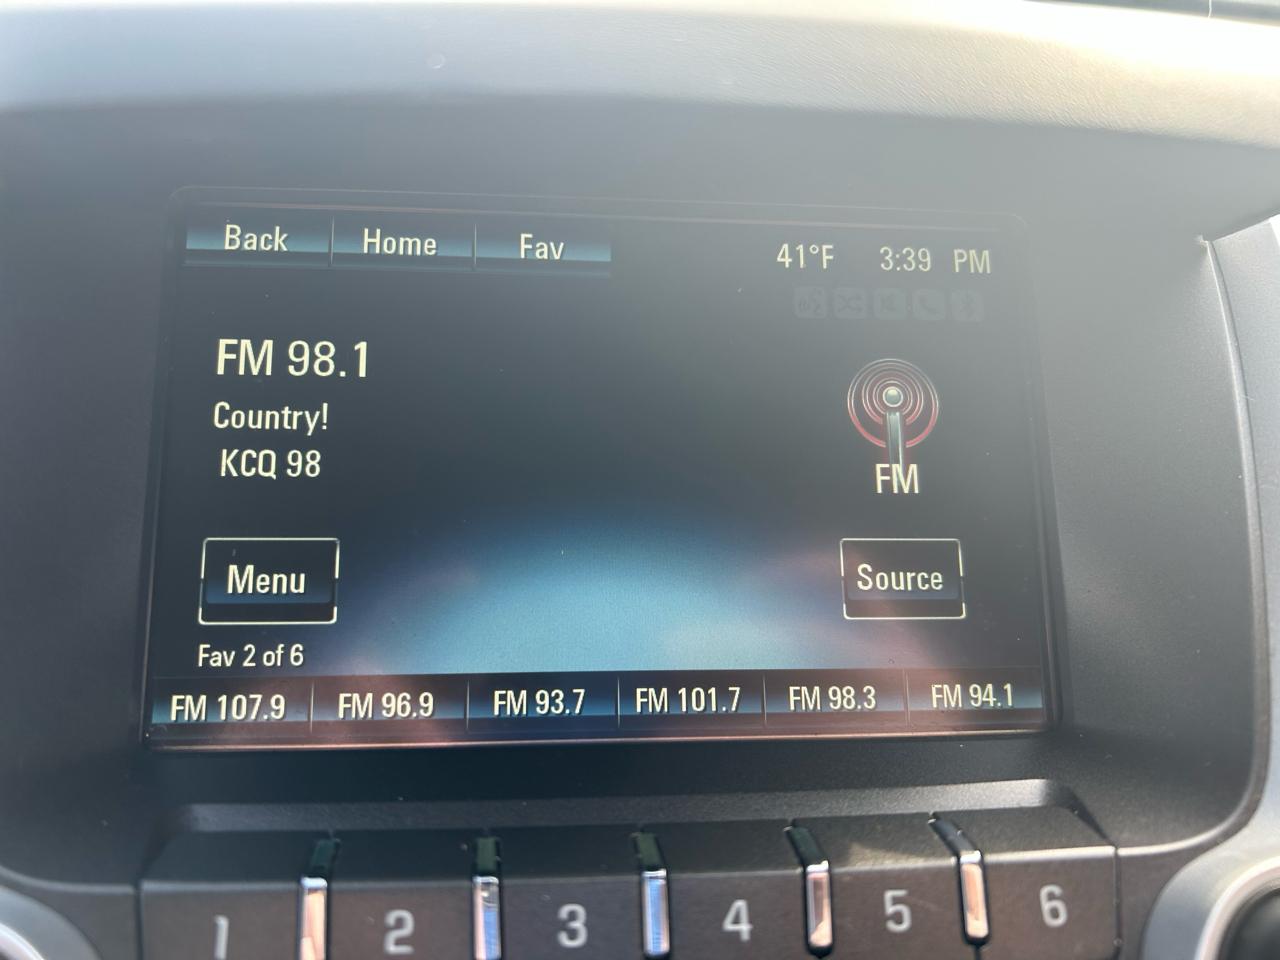 Back Home Fav 41°F 3:39 PM
FM 98.1
Country!
KCQ 98
FM
Menu Source
Fav 2 of 6
FM 107.9 FM 96.9 FM 93.7 FM 101.7 FM 98.3 FM 94.1
1 2 3 4 5 6